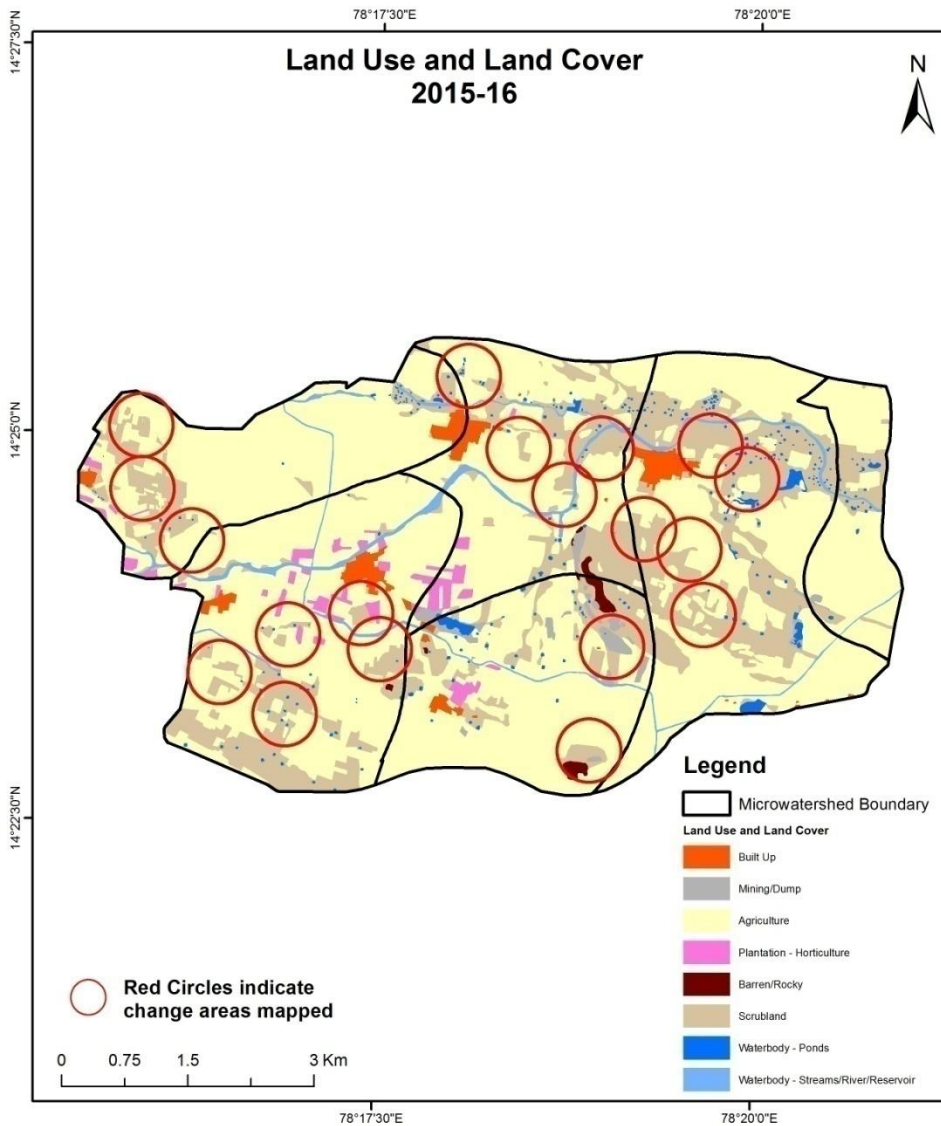 78°17'30"E
78°20'0"E
14°27'30"N
Land Use and Land Cover
2015-16
N
14°25'0"N
14°22'30"N
Legend
Microwatershed Boundary
Land Use and Land Cover
Built Up
Mining/Dump
Agriculture
Plantation - Horticulture
Barren/Rocky
Scrubland
Waterbody - Ponds
Waterbody - Streams/River/Reservoir
Red Circles indicate
change areas mapped
0 0.75 1.5 3 Km
78°17'30"E
78°20'0"E